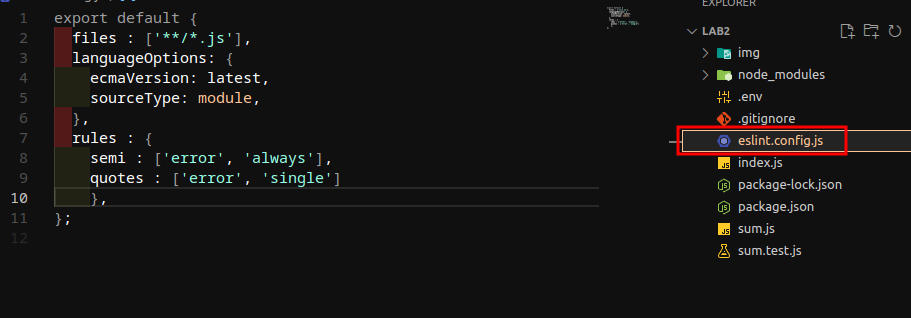 1 export default {
2 files : ['**/*.js'],
3 languageOptions: {
4 ecmaVersion: latest,
5 sourceType: module,
6 },
7 rules : {
8 semi : ['error', 'always'],
9 quotes : ['error', 'single']
10 },
11 };
12
EXPLORER
LAB2
img
node_modules
.env
.gitignore
eslint.config.js
index.js
package-lock.json
package.json
sum.js
sum.test.js